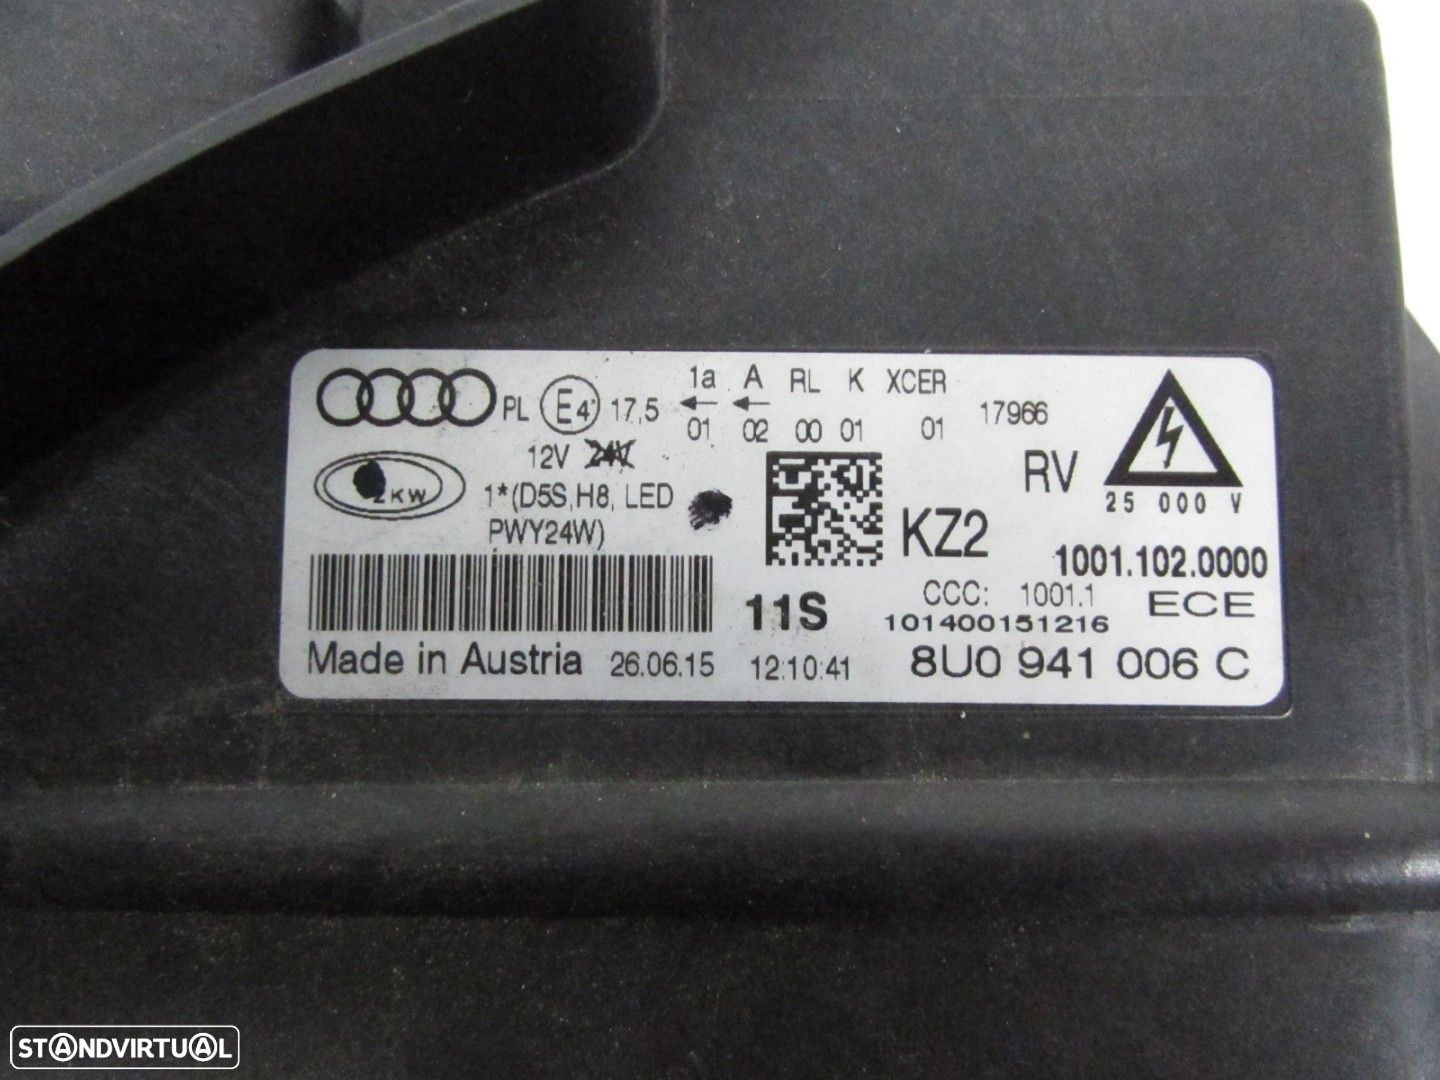 PL E4 17,5 1a A RL K XCER
01 02 00 01 01 17966
12V 24V
ZKW 1*(D5S,H8, LED
PWY24W)
RV
25 000 V
KZ2
1001.102.0000
11S CCC: 1001.1 ECE
101400151216
Made in Austria 26.06.15 12:10:41 8U0 941 006 C
STANDVIRTUAL